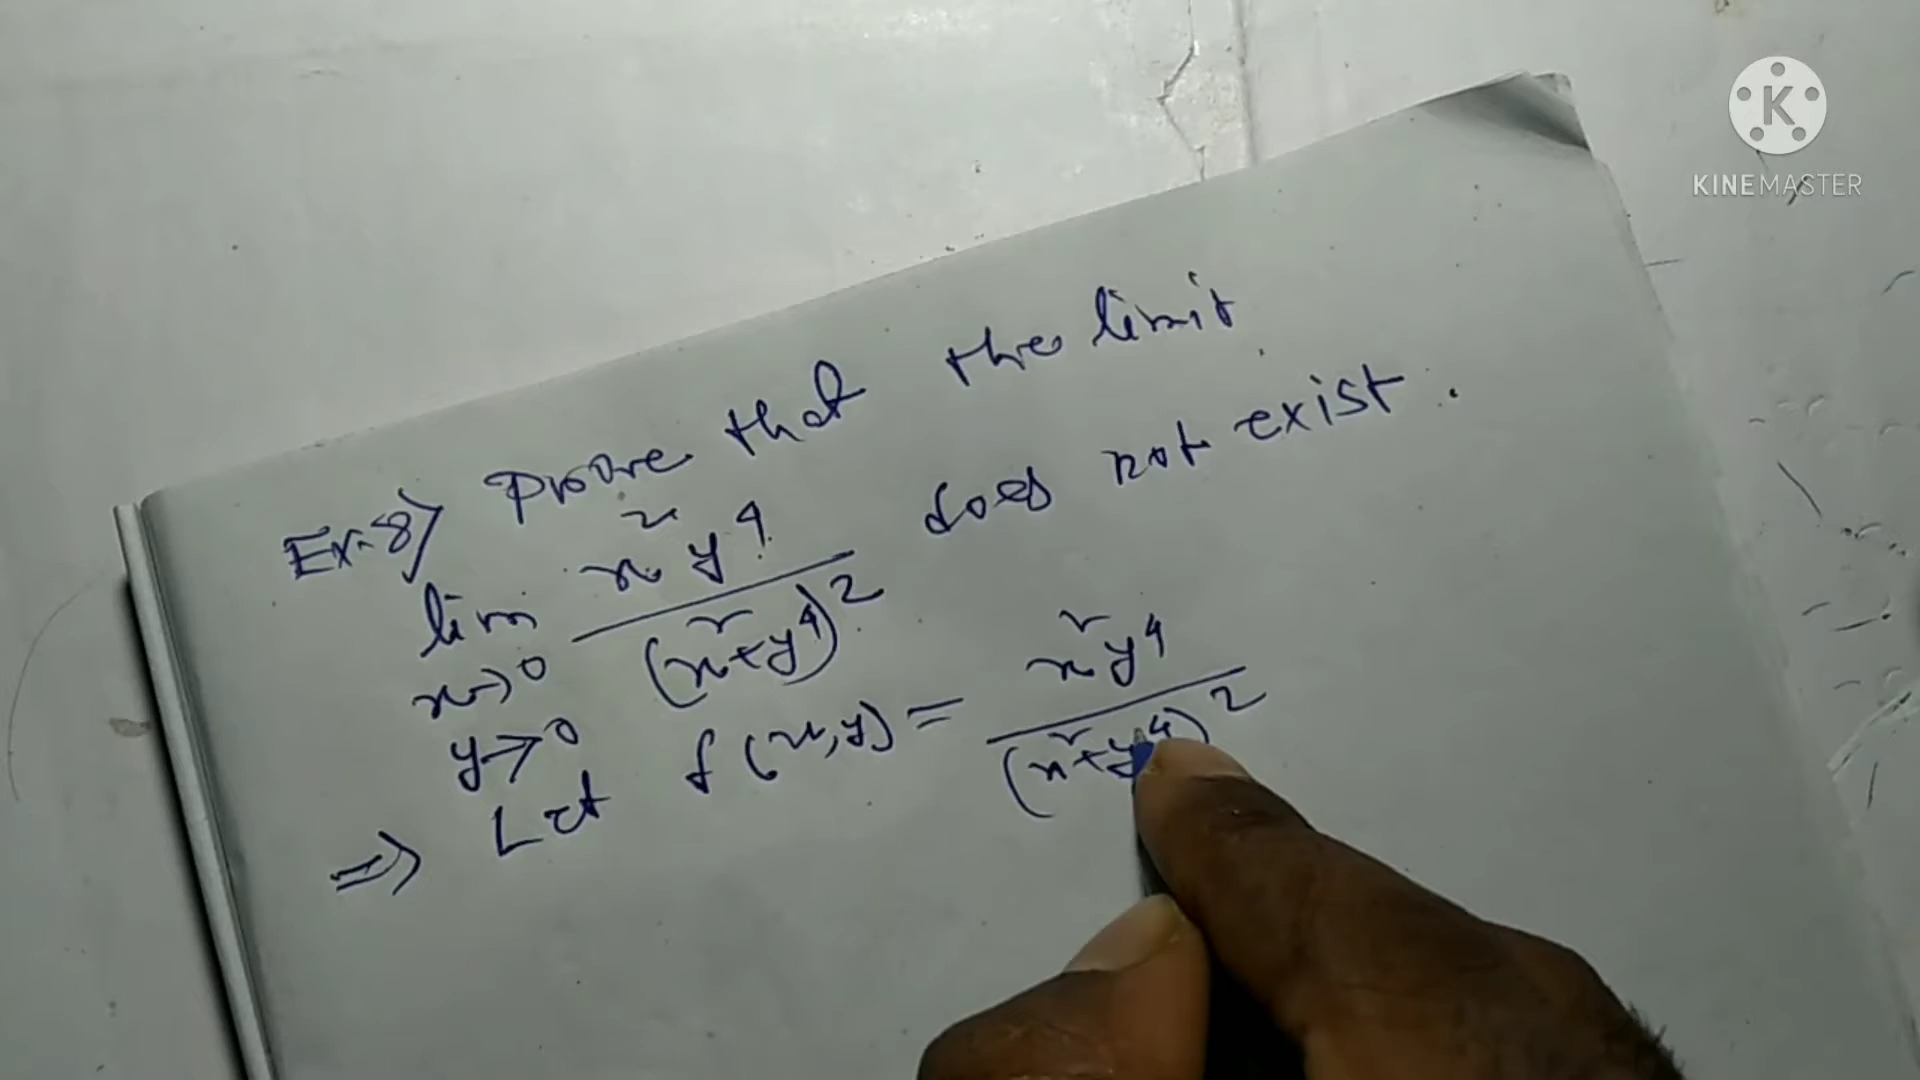 Ex-8) Prove that the limit
lim x→0 y→0 x²y⁴/(x²+y⁴)² does not exist.
⇒ Let f(x,y) = x²y⁴/(x²+y⁴)²
K
KINEMASTER